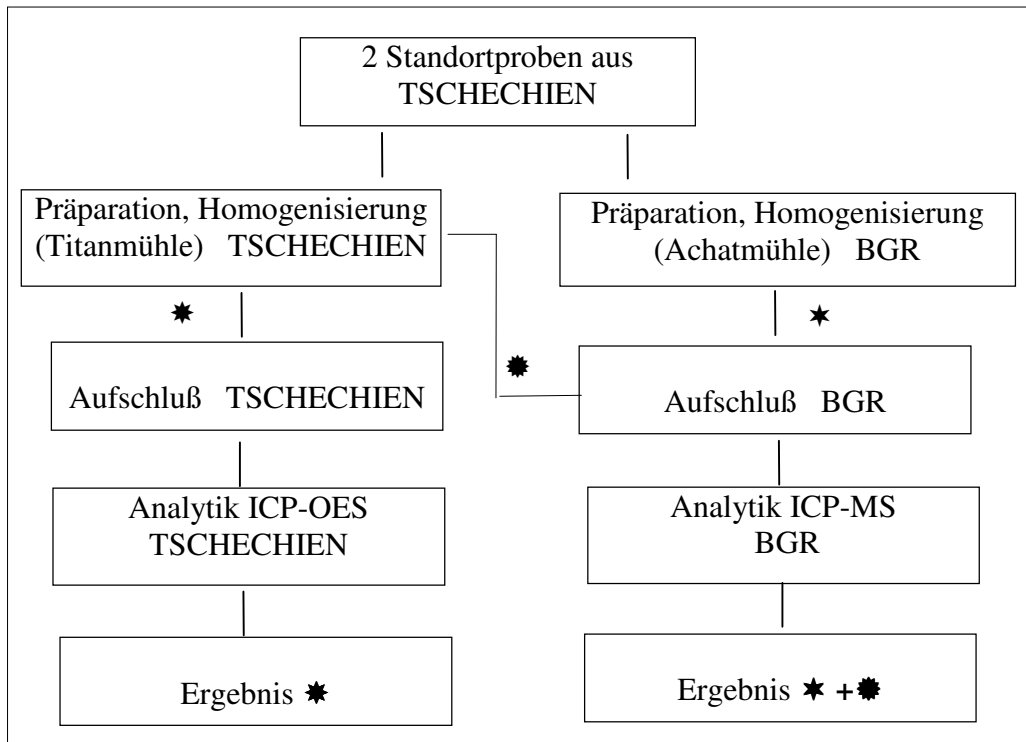 2 Standortproben aus
TSCHECHIEN
Präparation, Homogenisierung
(Titanmühle) TSCHECHIEN
Präparation, Homogenisierung
(Achatmühle) BGR
Aufschluß TSCHECHIEN
Aufschluß BGR
Analytik ICP-OES
TSCHECHIEN
Analytik ICP-MS
BGR
Ergebnis ✷
Ergebnis ✶ +✹